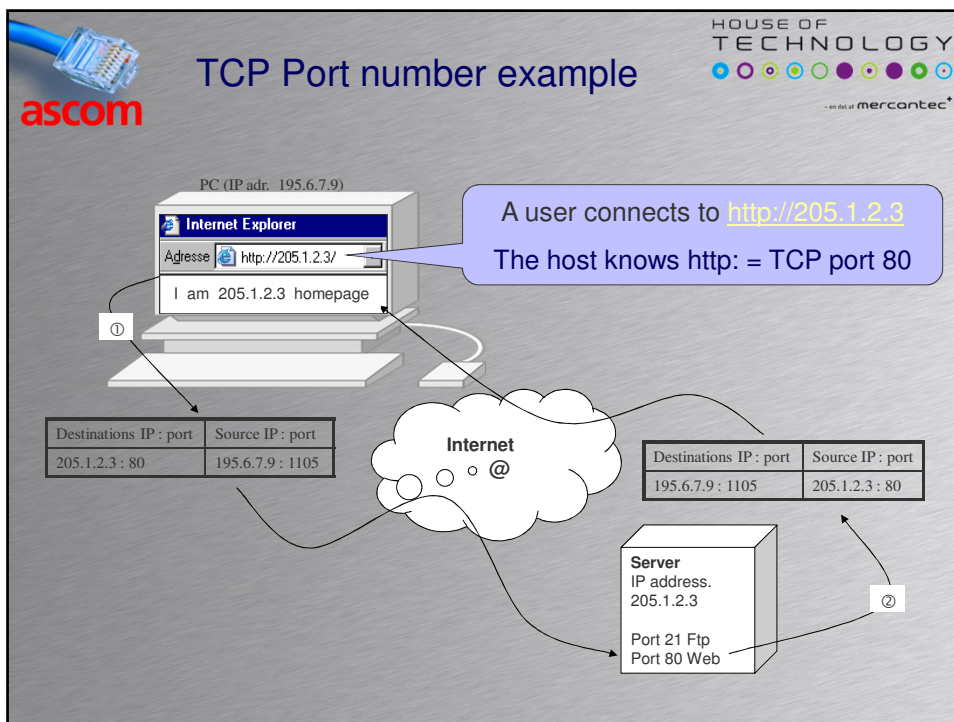 HOUSE OF
TECHNOLOGY
- en del af mercantec+
ascom
TCP Port number example
PC (IP adr. 195.6.7.9)
Internet Explorer
Adresse http://205.1.2.3/
I am 205.1.2.3 homepage
A user connects to http://205.1.2.3
The host knows http: = TCP port 80
①
Destinations IP : port Source IP : port
205.1.2.3 : 80 195.6.7.9 : 1105
Internet
@
Destinations IP : port Source IP : port
195.6.7.9 : 1105 205.1.2.3 : 80
Server
IP address.
205.1.2.3
Port 21 Ftp
Port 80 Web
②